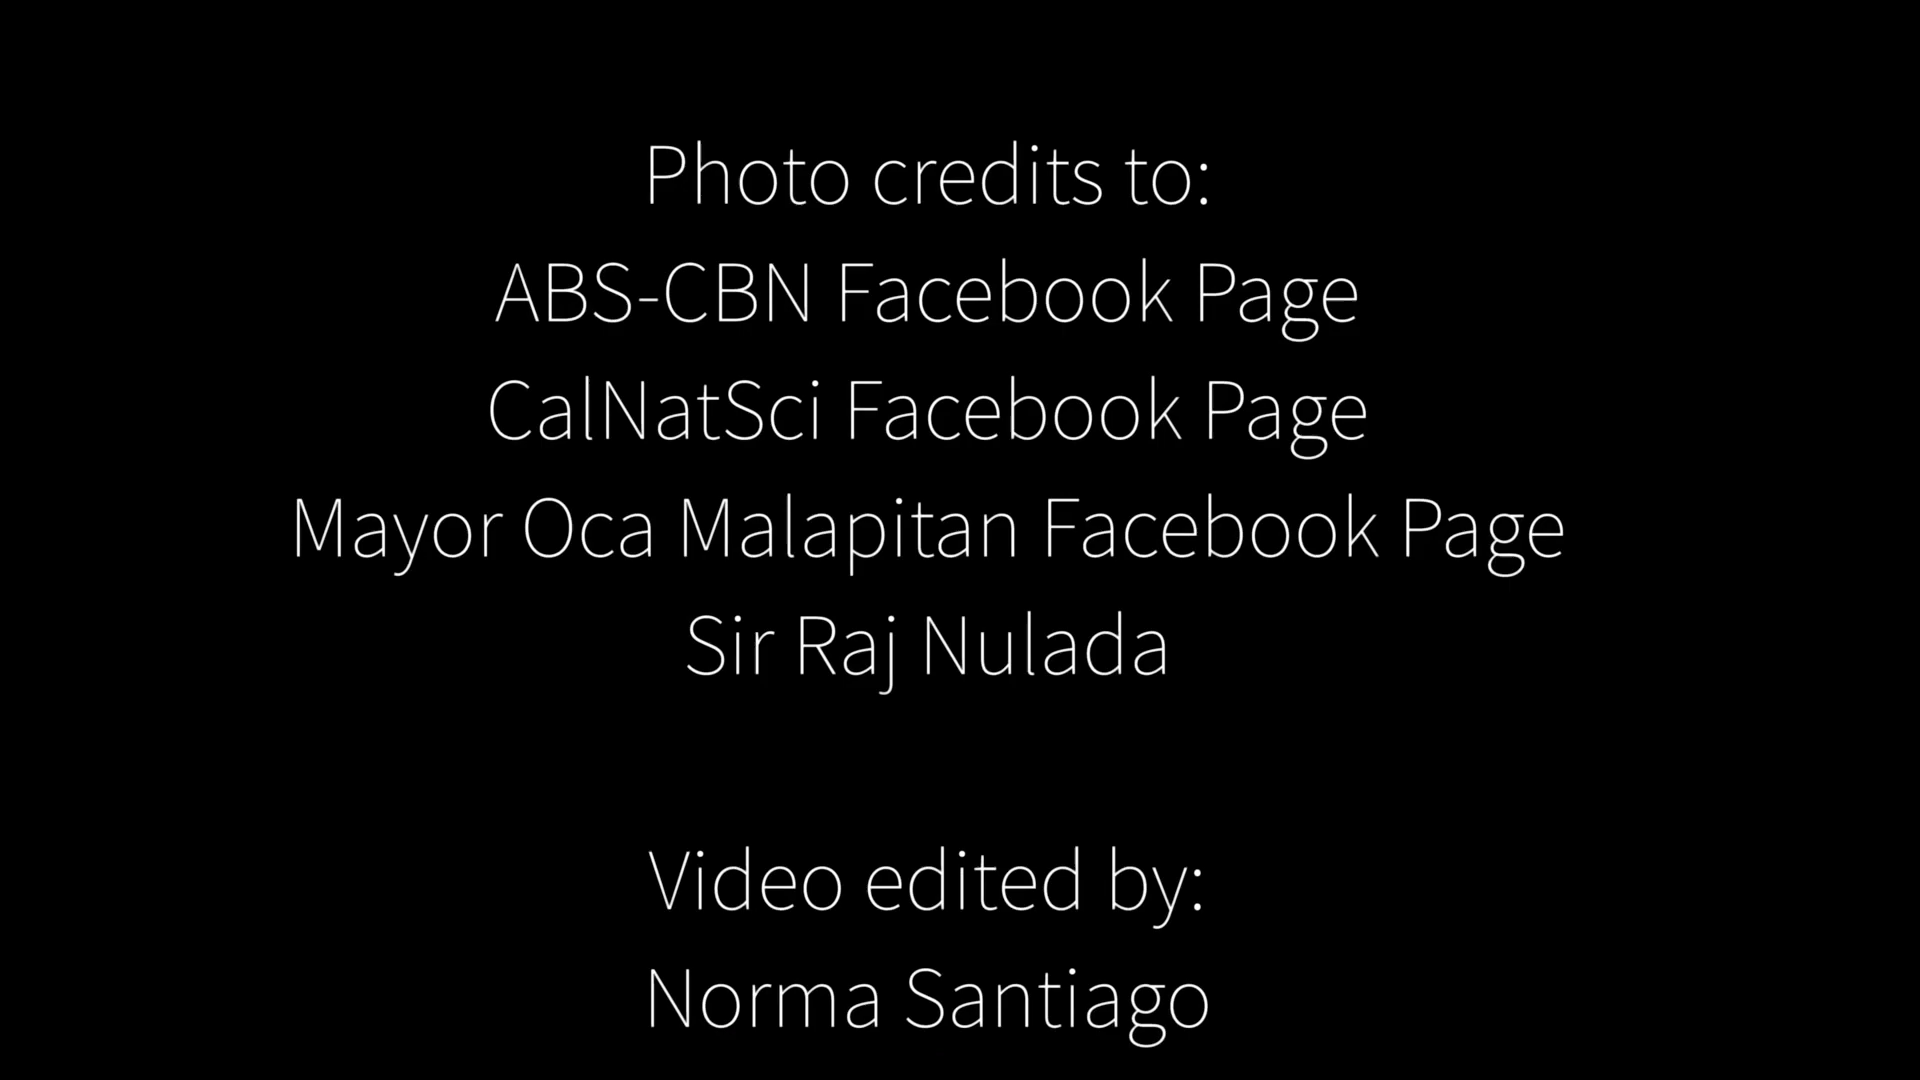 Photo credits to:
ABS-CBN Facebook Page
CalNatSci Facebook Page
Mayor Oca Malapitan Facebook Page
Sir Raj Nulada
Video edited by:
Norma Santiago